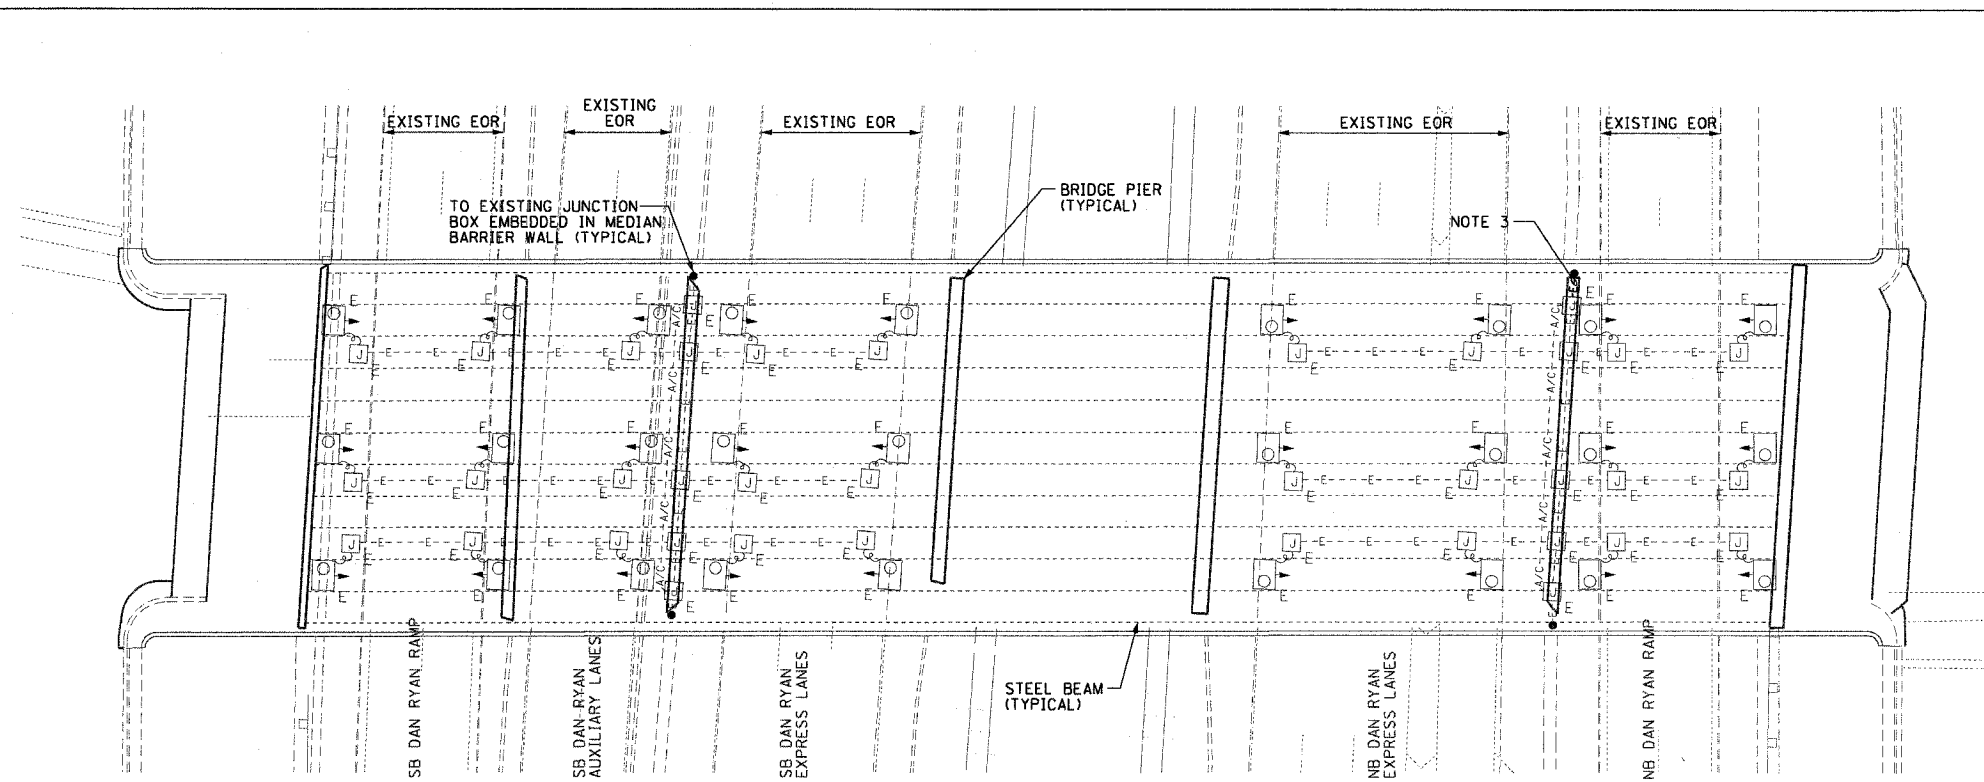 EXISTING EOR
EXISTING
EOR
EXISTING EOR
EXISTING EOR
EXISTING EOR
TO EXISTING JUNCTION
BOX EMBEDDED IN MEDIAN
BARRIER WALL (TYPICAL)
BRIDGE PIER
(TYPICAL)
NOTE 3
E E E E E E E E E E
A/C A/C
J J J J J J J J J J J J
E E E E E E E E E E
A/C A/C
A/C A/C
E E E E E E E E E E
A/C A/C
J J J J J J J J J J J
E E E E E E E E E E
A/C A/C
J J J J J J J J J J J
E E E E E E E E E E
A/C A/C
J J
E E E E E E E E E E
STEEL BEAM
(TYPICAL)
SB DAN RYAN RAMP
SB DAN RYAN
AUXILIARY LANES
SB DAN RYAN
EXPRESS LANES
NB DAN RYAN
EXPRESS LANES
NB DAN RYAN RAMP